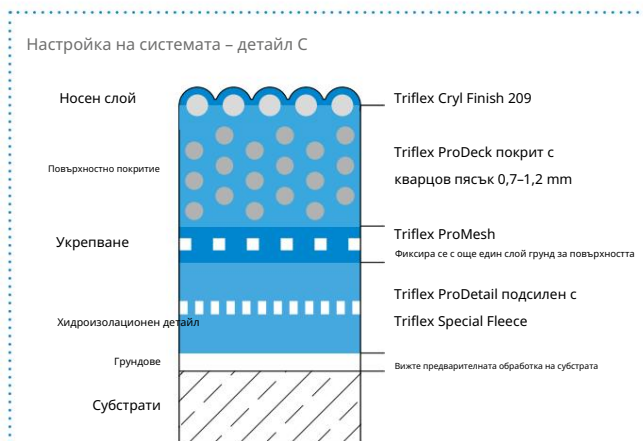 Настройка на системата – детайл C
Носен слой
Triflex Cryl Finish 209
Повърхностно покритие
Triflex ProDeck покрит с
кварцов пясък 0,7–1,2 mm
Укрепване
Triflex ProMesh
Фиксира се с още един слой грунд за повърхността
Хидроизолационен детайл
Triflex ProDetail подсилен с
Triflex Special Fleece
Грундове
Вижте предварителната обработка на субстрата
Субстрати